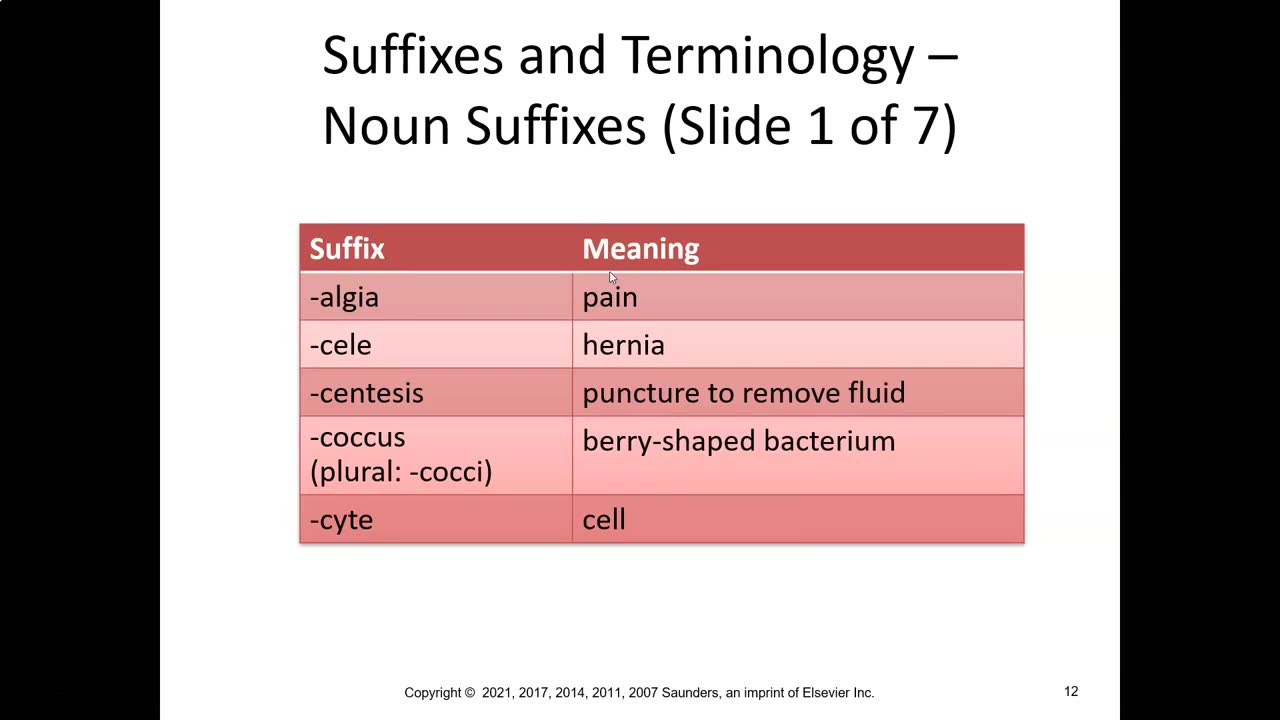 Suffixes and Terminology –
Noun Suffixes (Slide 1 of 7)
Suffix Meaning
-algia pain
-cele hernia
-centesis puncture to remove fluid
-coccus berry-shaped bacterium
(plural: -cocci)
-cyte cell
Copyright © 2021, 2017, 2014, 2011, 2007 Saunders, an imprint of Elsevier Inc. 12